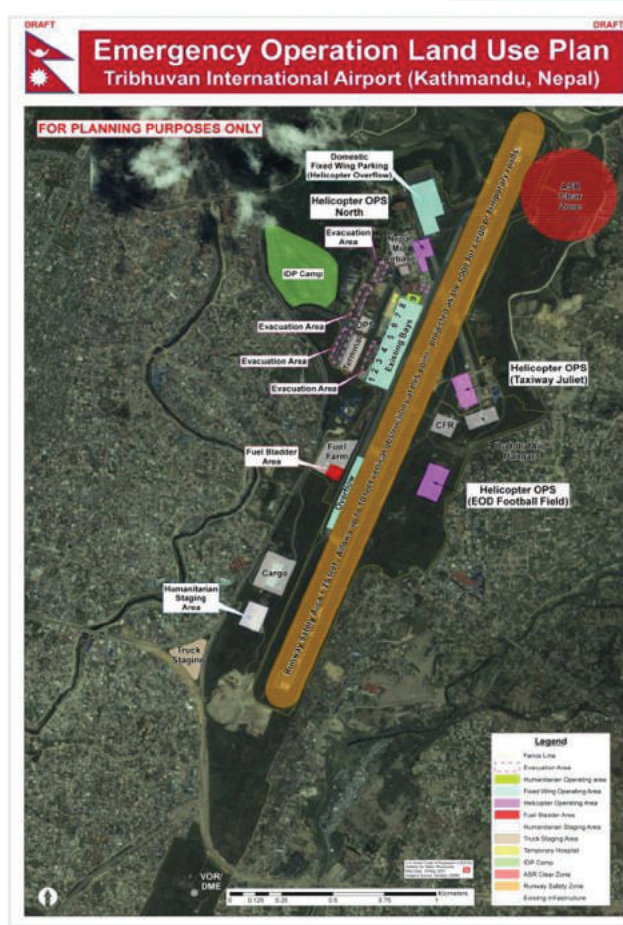 DRAFT
DRAFT
Emergency Operation Land Use Plan
Tribhuvan International Airport (Kathmandu, Nepal)
FOR PLANNING PURPOSES ONLY
Domestic
Fixed Wing Parking
(Helicopter Overflow)
ASR
Clear
Zone
Helicopter OPS
North
Evacuation
Area
IDP Camp
Evacuation Area
Terminal
Evacuation Area
Evacuation Area
1 2 3 4 5 6 7 8 9
Existing Bays
Helicopter OPS
(Taxiway Juliet)
CFR
Fuel
Farm
Fuel Bladder
Area
Overflow
Helicopter OPS
(EOD Football Field)
Cargo
Humanitarian
Staging
Area
Truck
Staging
Runway Safety Area
VOR/
DME
Legend
Fence Line
Evacuation Area
Humanitarian Operating area
Fixed Wing Operating Area
Helicopter Operating Area
Fuel Bladder Area
Humanitarian Staging Area
Truck Staging Area
Temporary Hospital
IDP Camp
ASR Clear Zone
Runway Safety Zone
Existing Infrastructure
Kilometers
0 0.125 0.25 0.5 0.75 1